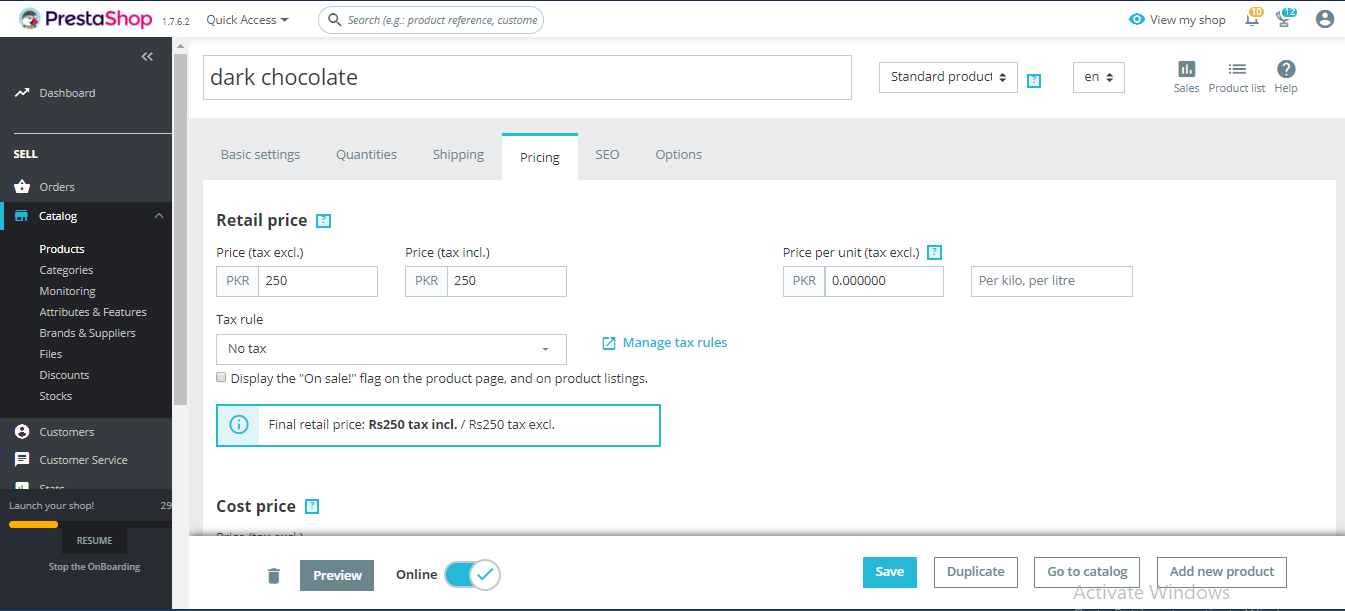 PrestaShop 1.7.6.2 Quick Access Search (e.g.: product reference, custome View my shop 10 12
dark chocolate Standard product ? en Sales Product list Help
Dashboard
SELL
Orders
Catalog
Products
Categories
Monitoring
Attributes & Features
Brands & Suppliers
Files
Discounts
Stocks
Customers
Customer Service
Stats
Launch your shop! 29
RESUME
Stop the OnBoarding
Basic settings Quantities Shipping Pricing SEO Options
Retail price ?
Price (tax excl.) Price (tax incl.) Price per unit (tax excl.) ?
PKR 250 PKR 250 PKR 0.000000 Per kilo, per litre
Tax rule
No tax Manage tax rules
Display the "On sale!" flag on the product page, and on product listings.
Final retail price: Rs250 tax incl. / Rs250 tax excl.
Cost price ?
Price (tax excl.)
Preview Online Save Duplicate Go to catalog Add new product
Activate Windows